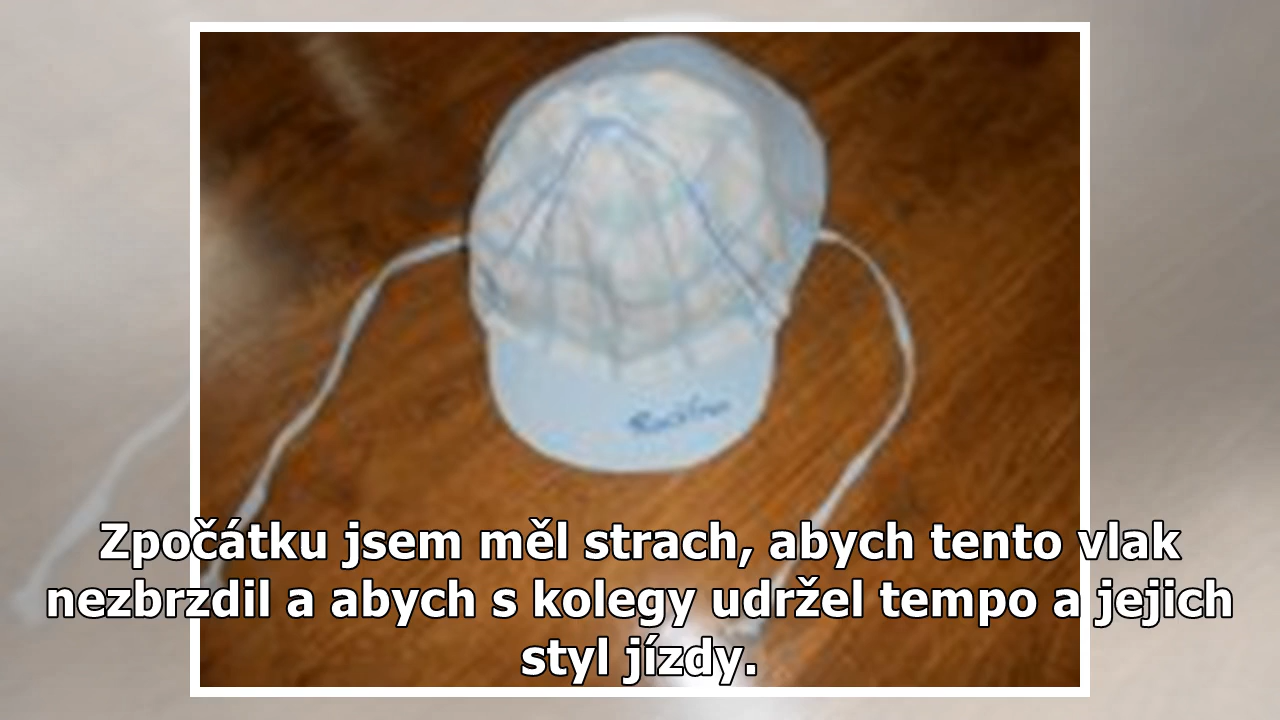 Zpočátku jsem měl strach, abych tento vlak
nezbrzdil a abych s kolegy udržel tempo a jejich
styl jízdy.